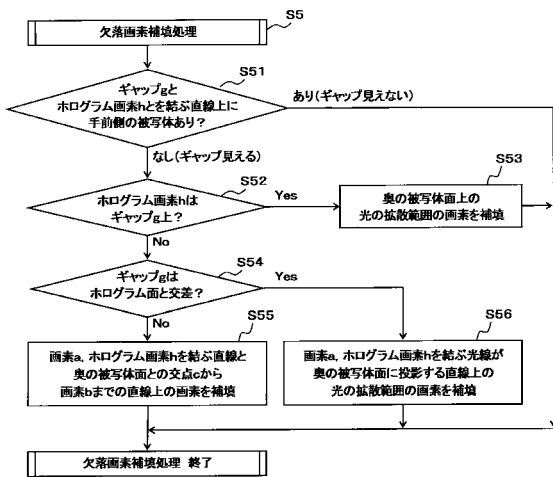 S5
欠落画素補填処理
S51
ギャップgと
ホログラム画素hとを結ぶ直線上に
手前側の被写体あり?
あり(ギャップ見えない)
なし(ギャップ見える)
S52
ホログラム画素hは
ギャップg上?
Yes
S53
奥の被写体面上の
光の拡散範囲の画素を補填
No
S54
ギャップgは
ホログラム面と交差?
Yes
No
S55
画素a, ホログラム画素hを結ぶ直線と
奥の被写体面との交点cから
画素bまでの直線上の画素を補填
S56
画素a, ホログラム画素hを結ぶ光線が
奥の被写体面に投影する直線上の
光の拡散範囲の画素を補填
欠落画素補填処理 終了